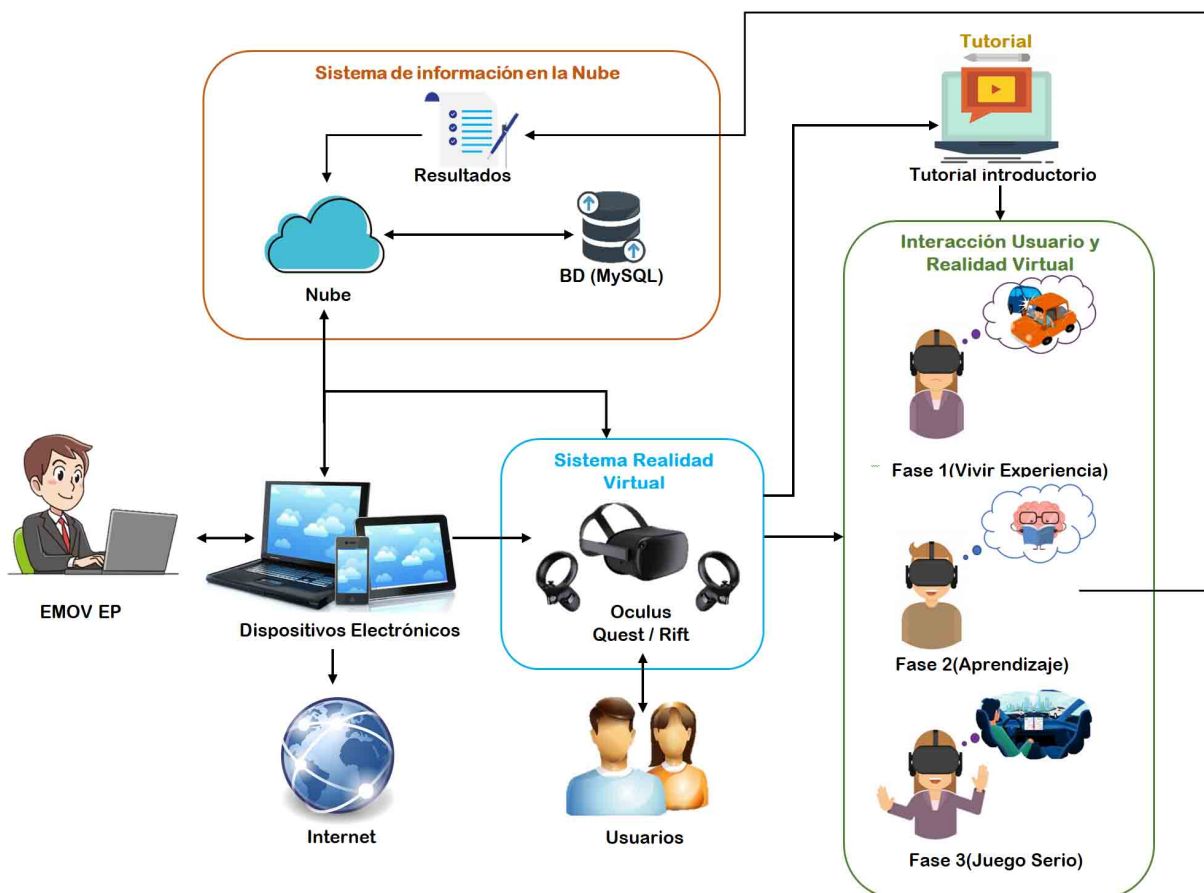 Tutorial
Sistema de información en la Nube
Resultados
Tutorial introductorio
BD (MySQL)
Nube
Interacción Usuario y
Realidad Virtual
Fase 1(Vivir Experiencia)
Sistema Realidad
Virtual
Oculus
Quest / Rift
EMOV EP
Dispositivos Electrónicos
Fase 2(Aprendizaje)
Internet
Usuarios
Fase 3(Juego Serio)